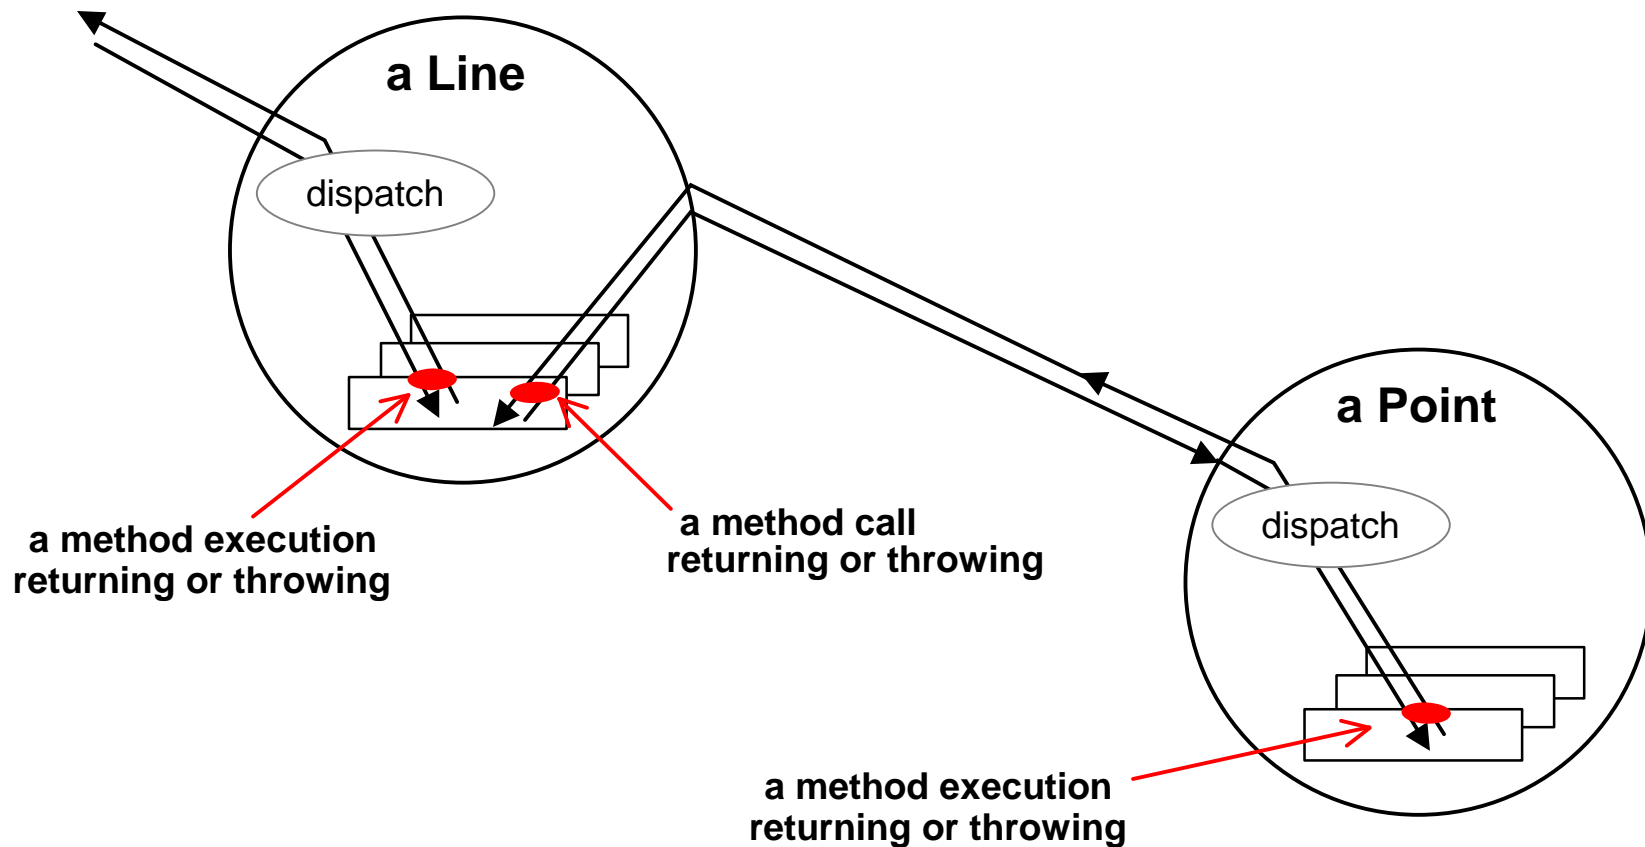 a Line
dispatch
a method execution
returning or throwing
a method call
returning or throwing
a Point
dispatch
a method execution
returning or throwing